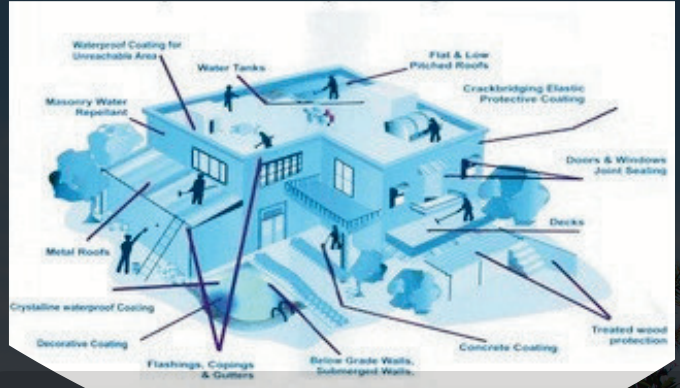 Waterproof Coating for
Unreachable Area
Water Tanks
Flat & Low
Pitched Roofs
Crackbridging Elastic
Protective Coating
Masonry Water
Repellant
Doors & Windows
Joint Sealing
Decks
Metal Roofs
Crystalline waterproof Coating
Decorative Coating
Flashings, Copings
& Gutters
Below Grade Walls,
Submerged Walls.
Concrete Coating
Treated wood
protection